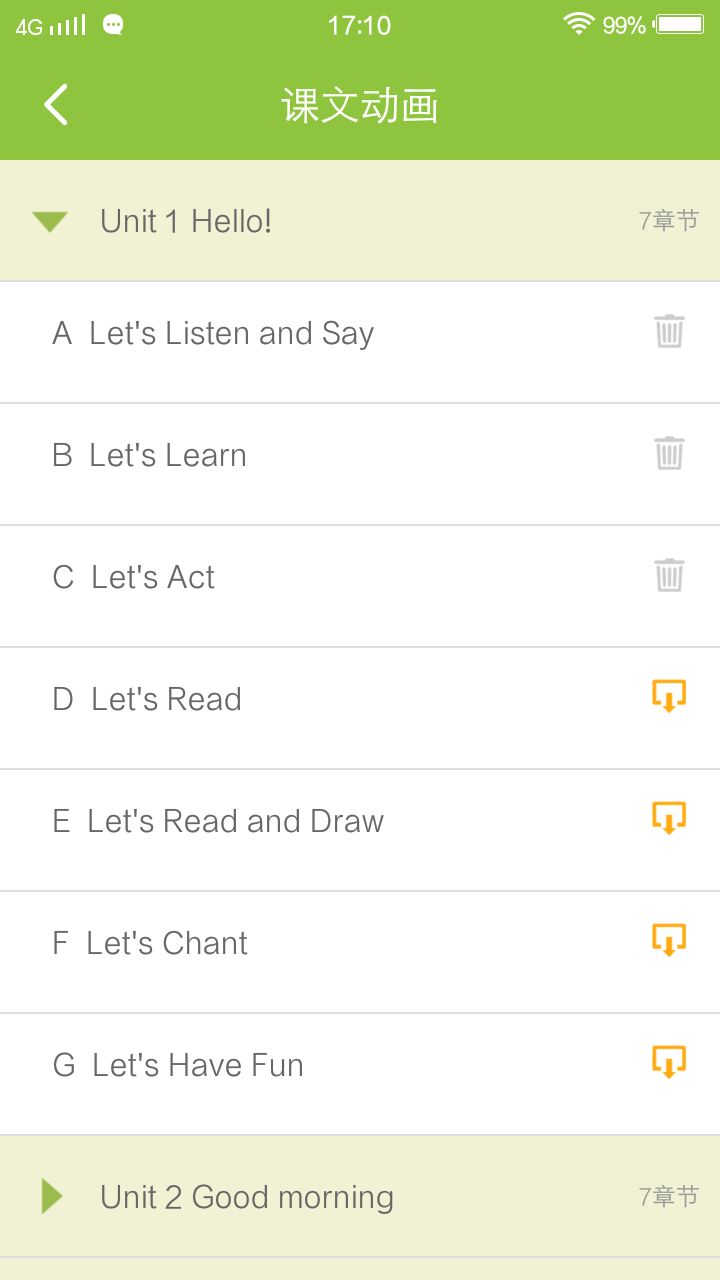 4G 17:10 99%
课文动画
Unit 1 Hello! 7章节
A Let's Listen and Say
B Let's Learn
C Let's Act
D Let's Read
E Let's Read and Draw
F Let's Chant
G Let's Have Fun
Unit 2 Good morning 7章节